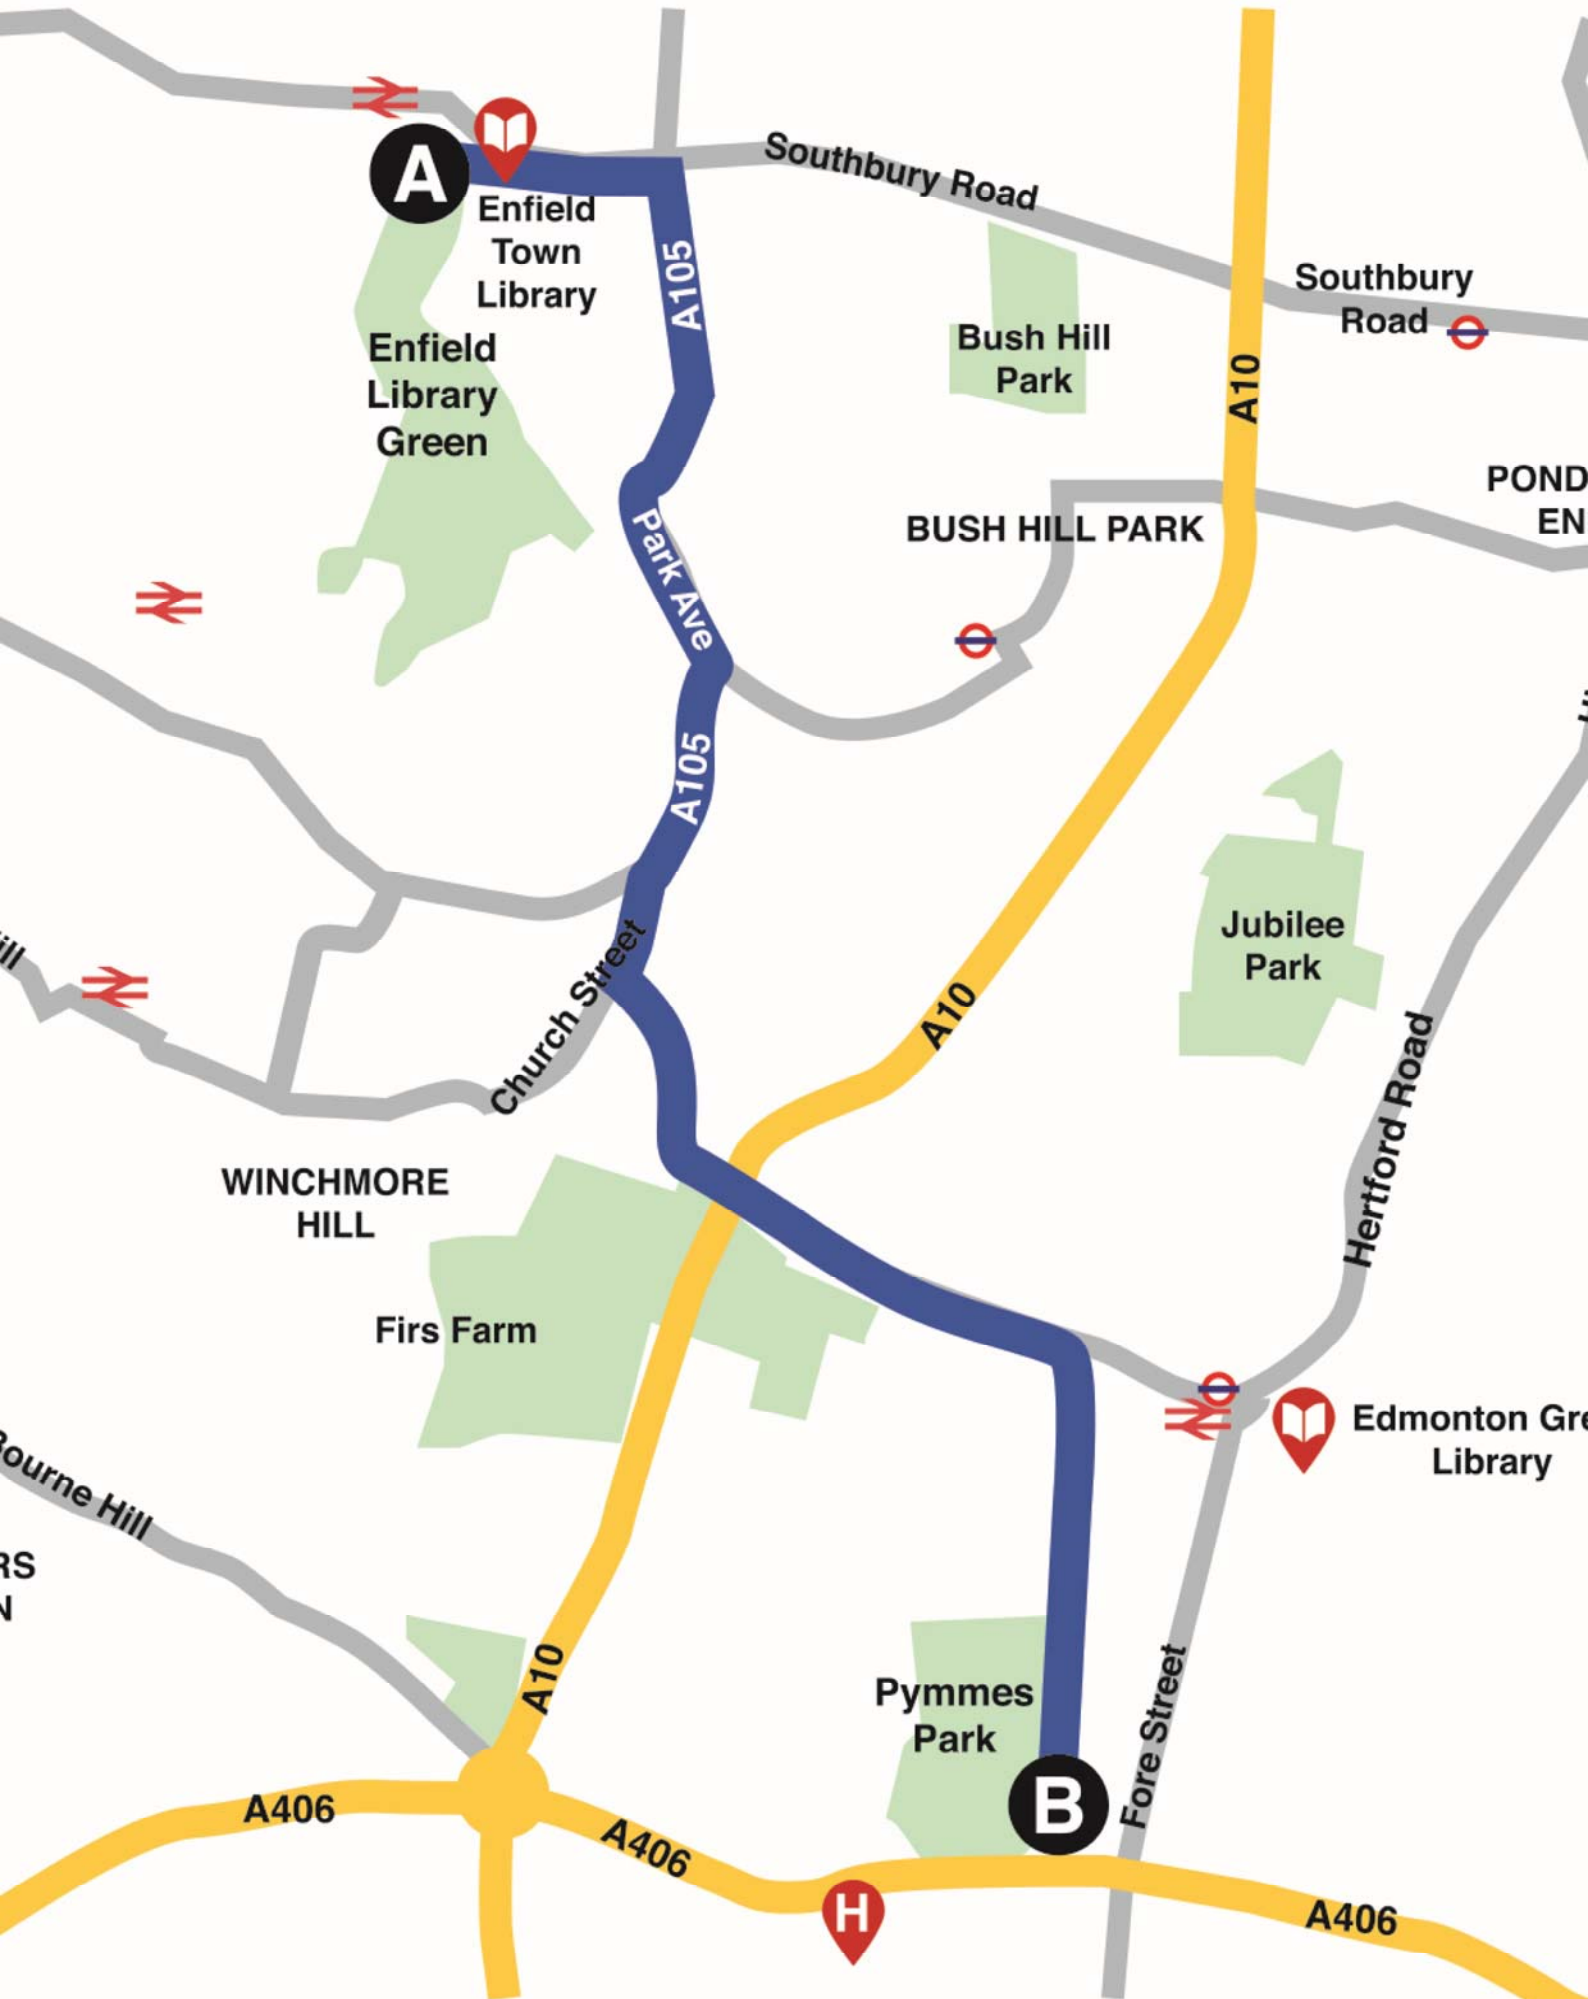 A
Enfield
Town
Library
Southbury Road
A105
Southbury
Road
Enfield
Library
Green
Bush Hill
Park
A10
POND
EN
BUSH HILL PARK
Park Ave
A105
Church Street
ill
Jubilee
Park
A10
Hertford Road
WINCHMORE
HILL
Firs Farm
Edmonton Gre
Library
Bourne Hill
RS
N
A10
Pymmes
Park
Fore Street
B
A406
A406
H
A406